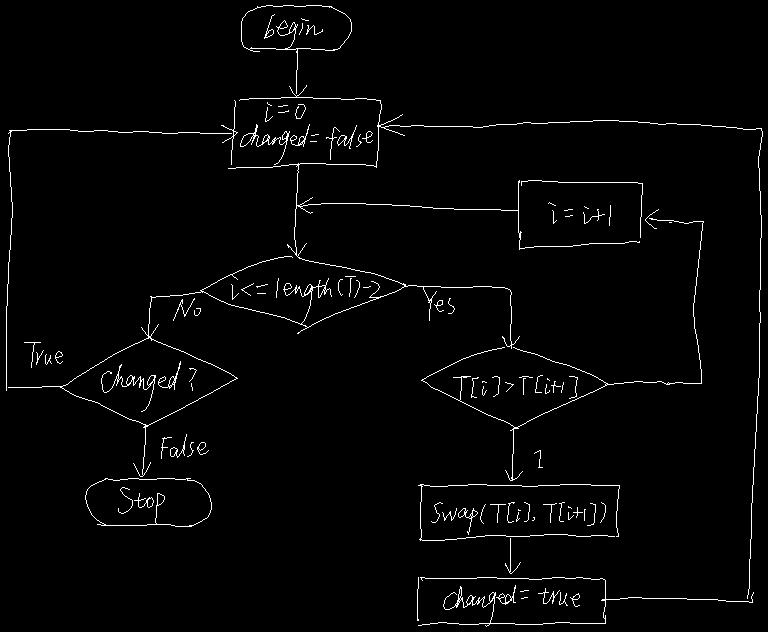 begin
i=0
changed=false
i=i+1
i<=length(T)-2
No
Yes
True
changed?
T[i]>T[i+1]
False
1
Stop
Swap(T[i], T[i+1])
changed=true